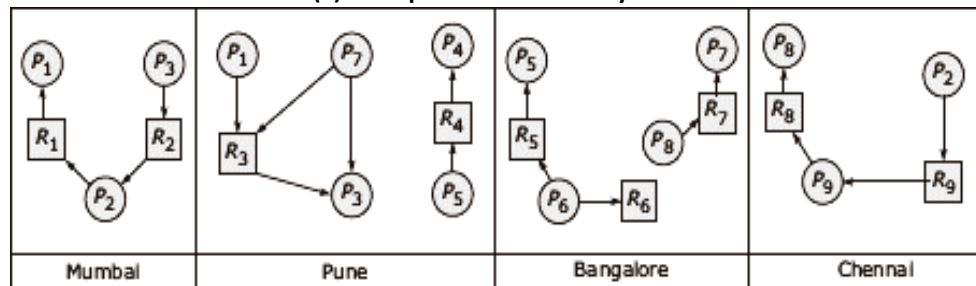 P1 P3
R1 R2
P2
P1 P7 P4
R3 R4
P3 P5
P5 P7
R5 R7
P8
P6 R6
P8 P2
R8
P9 R9
Mumbai Pune Bangalore Chennai